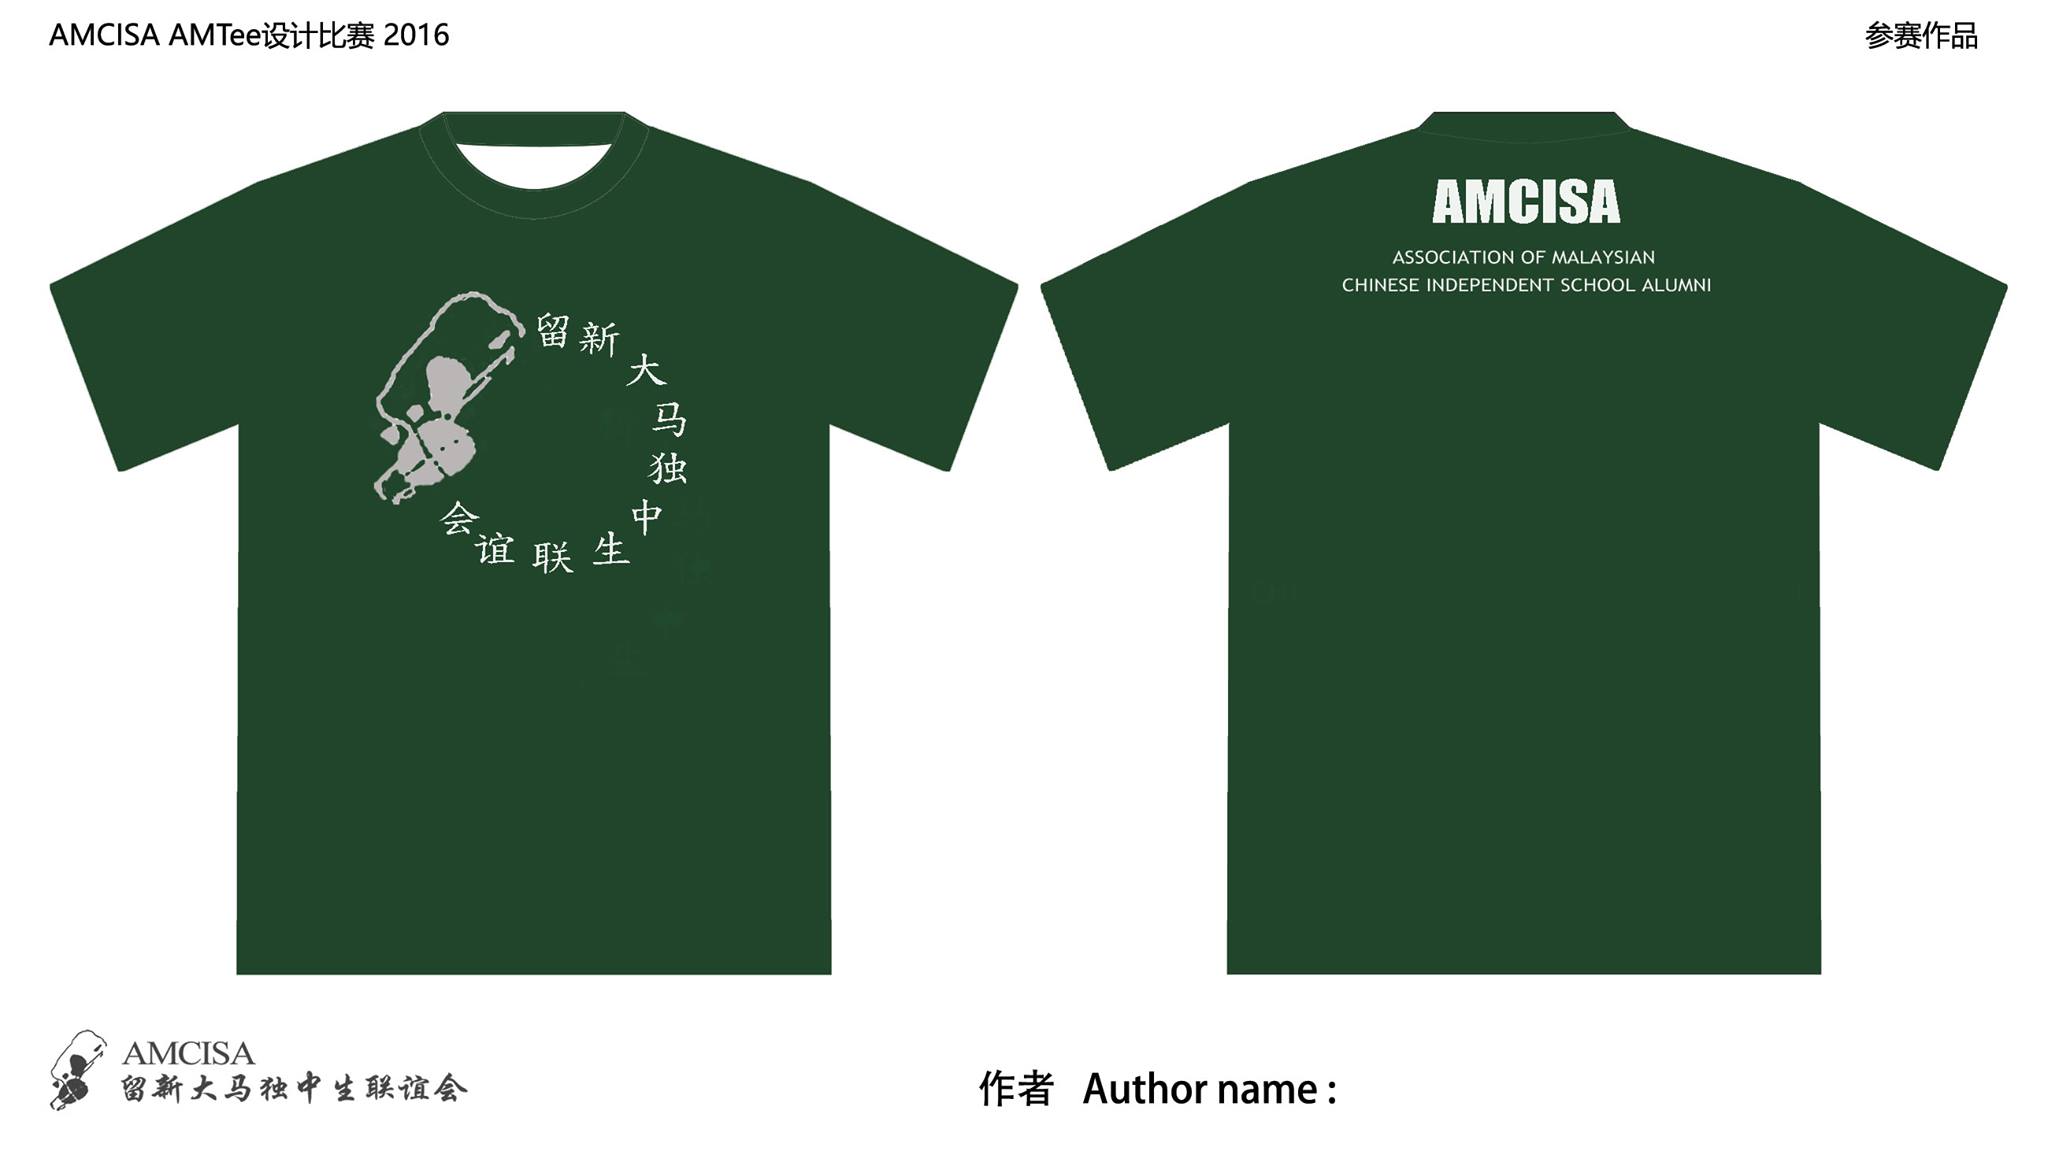 AMCISA AMTee设计比赛 2016
参赛作品
留新大马独中生联谊会
AMCISA
ASSOCIATION OF MALAYSIAN
CHINESE INDEPENDENT SCHOOL ALUMNI
AMCISA
留新大马独中生联谊会
作者 Author name :